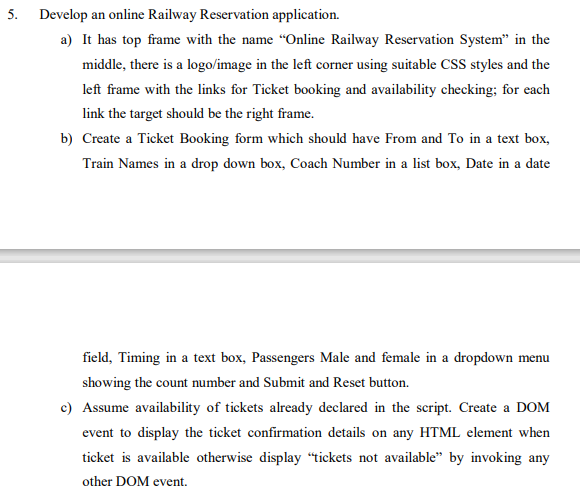 5. Develop an online Railway Reservation application.
a) It has top frame with the name “Online Railway Reservation System” in the
middle, there is a logo/image in the left corner using suitable CSS styles and the
left frame with the links for Ticket booking and availability checking; for each
link the target should be the right frame.
b) Create a Ticket Booking form which should have From and To in a text box,
Train Names in a drop down box, Coach Number in a list box, Date in a date
field, Timing in a text box, Passengers Male and female in a dropdown menu
showing the count number and Submit and Reset button.
c) Assume availability of tickets already declared in the script. Create a DOM
event to display the ticket confirmation details on any HTML element when
ticket is available otherwise display “tickets not available” by invoking any
other DOM event.